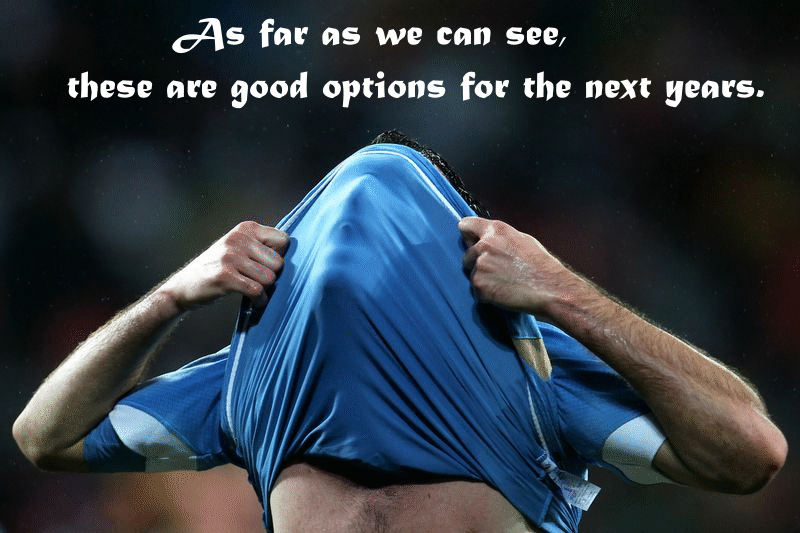 As far as we can see,
these are good options for the next years.